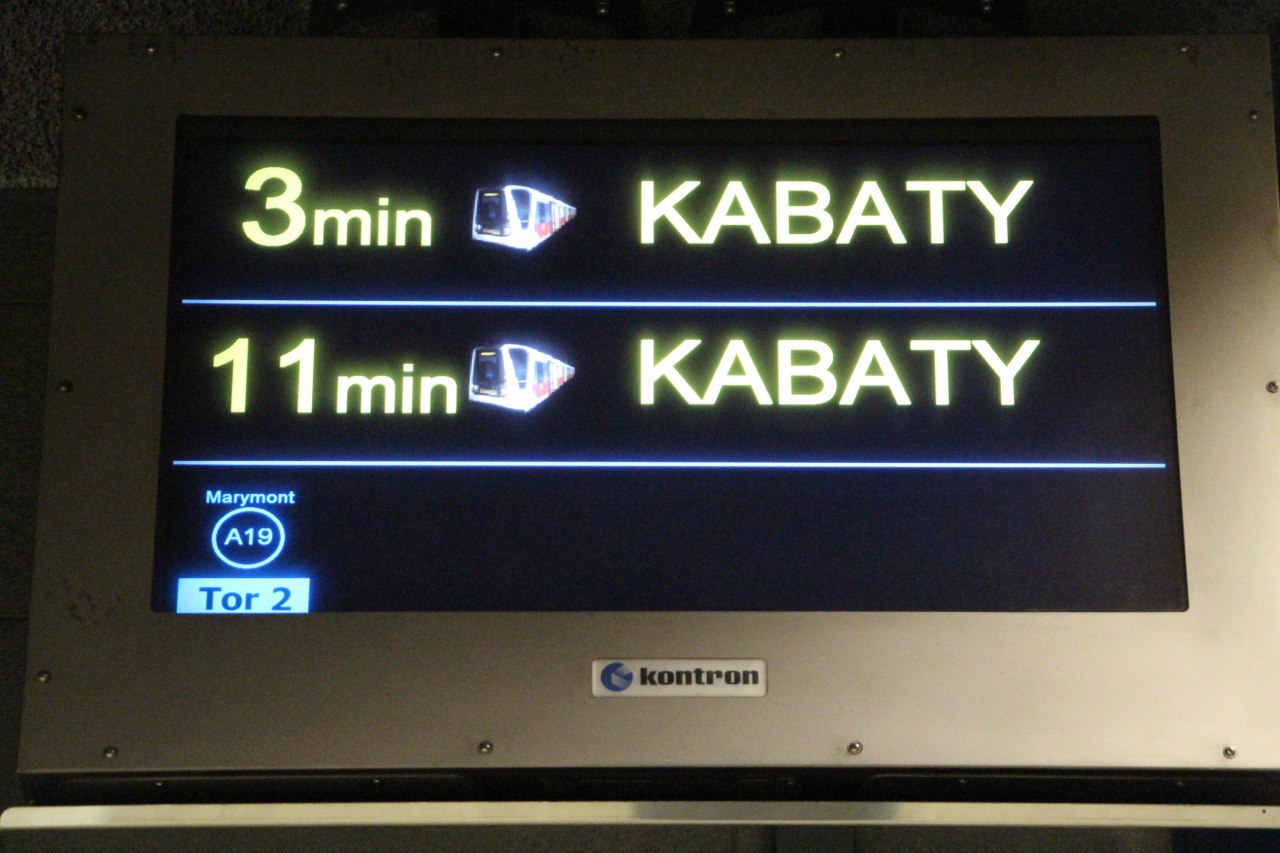 3min KABATY
11min KABATY
Marymont
A19
Tor 2
kontron